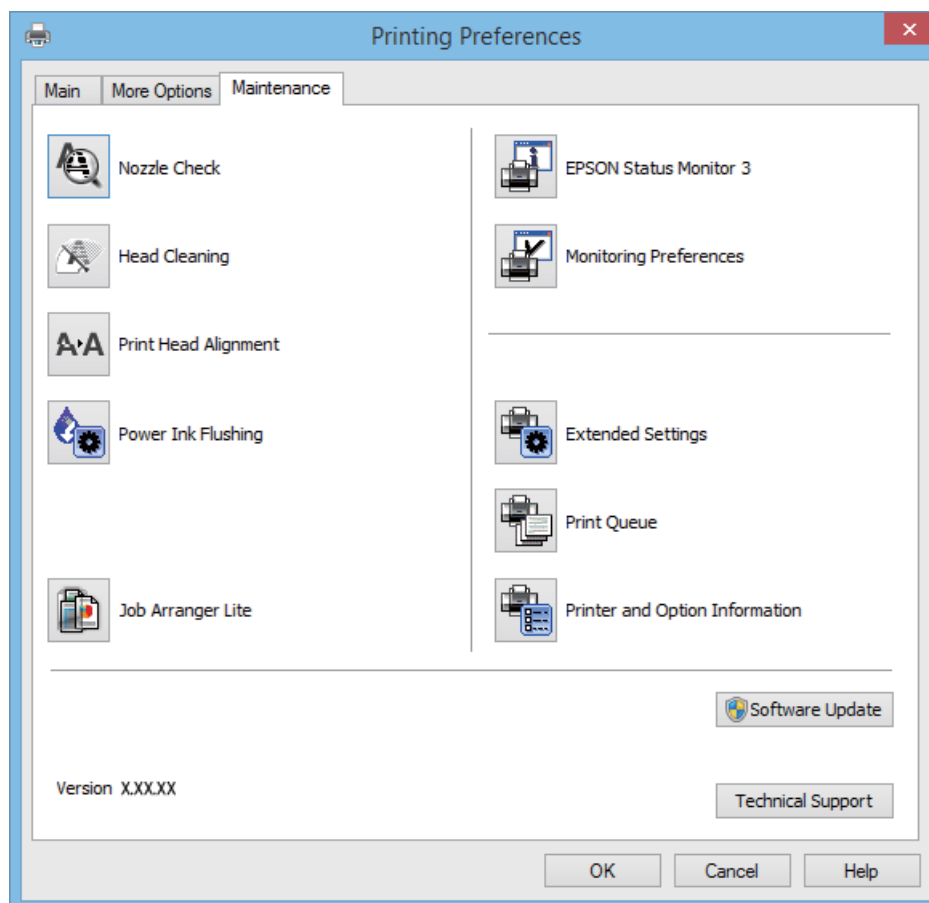 Printing Preferences
Main
More Options
Maintenance
Nozzle Check
Head Cleaning
A·A Print Head Alignment
Power Ink Flushing
Job Arranger Lite
EPSON Status Monitor 3
Monitoring Preferences
Extended Settings
Print Queue
Printer and Option Information
Software Update
Version X.XX.XX
Technical Support
OK
Cancel
Help